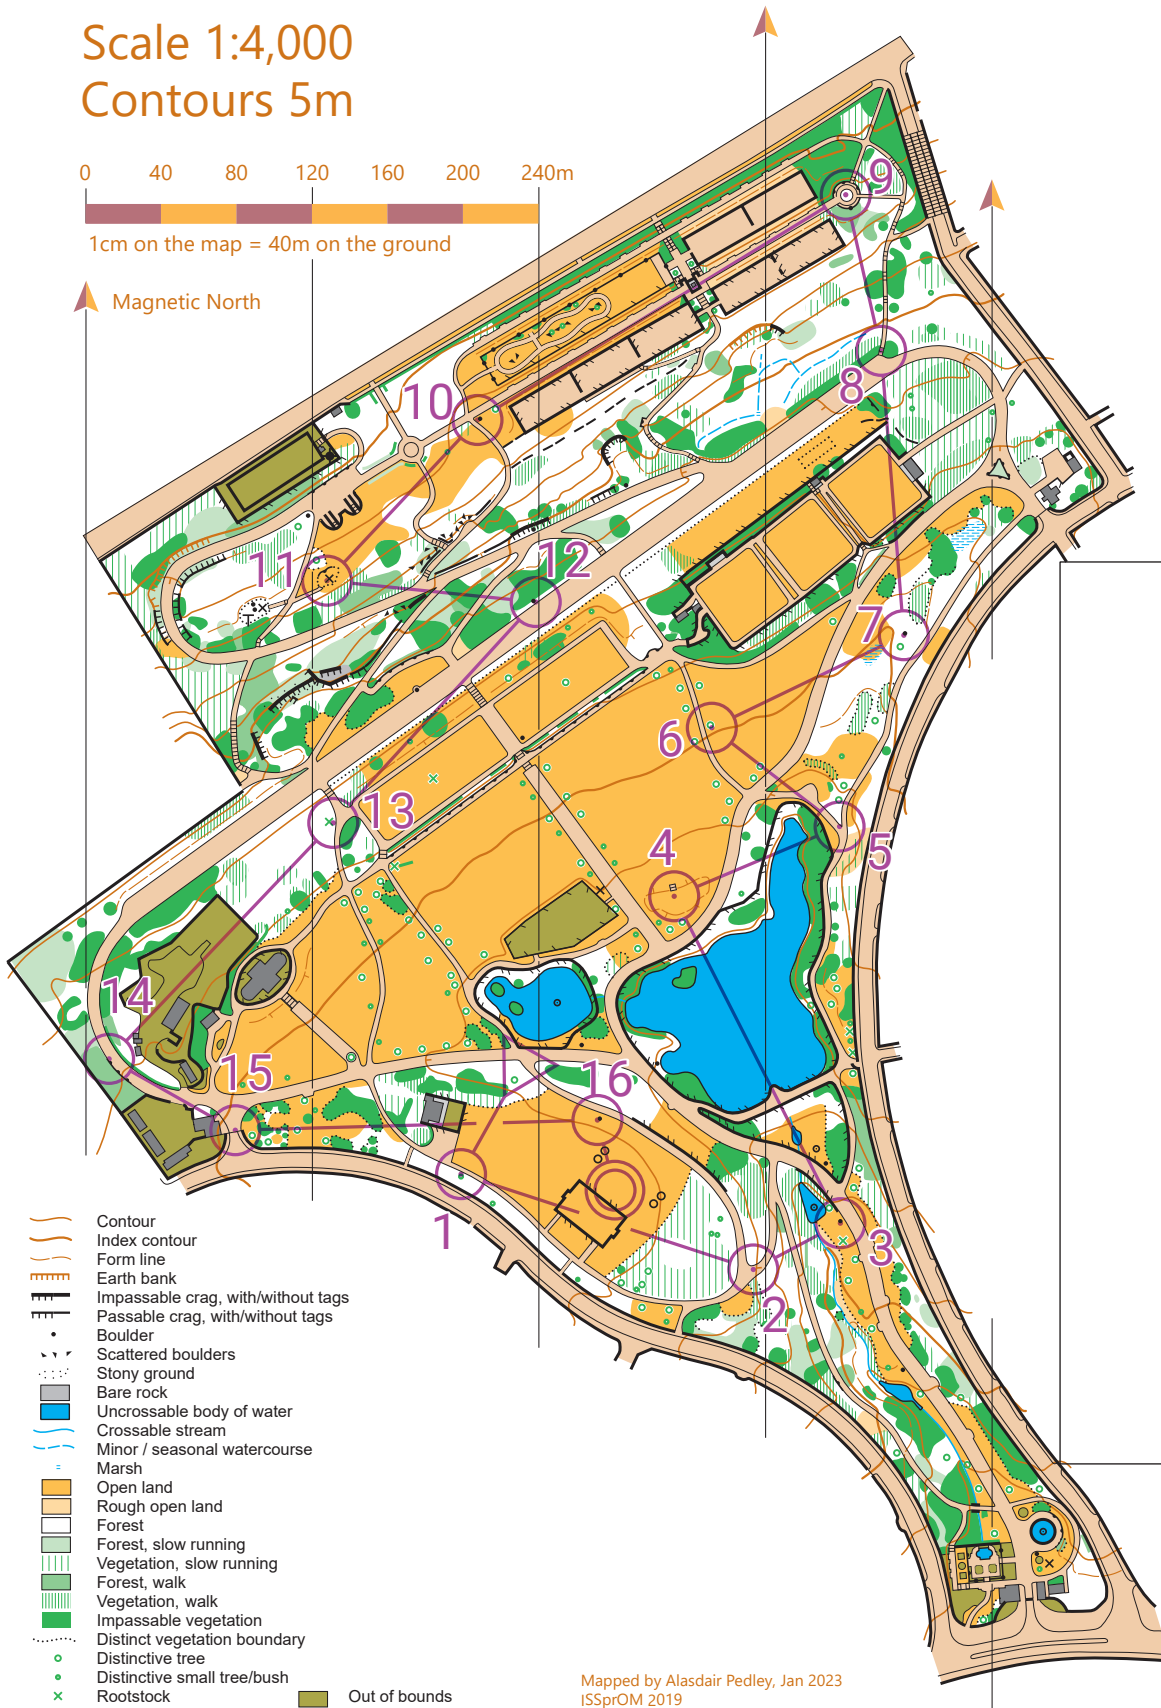 Scale 1:4,000
Contours 5m
0 40 80 120 160 200 240m
1cm on the map = 40m on the ground
Magnetic North
9
8
10
11
12
7
6
13
4
5
14
15
16
1
3
2
Contour
Index contour
Form line
Earth bank
Impassable crag, with/without tags
Passable crag, with/without tags
Boulder
Scattered boulders
Stony ground
Bare rock
Uncrossable body of water
Crossable stream
Minor / seasonal watercourse
Marsh
Open land
Rough open land
Forest
Forest, slow running
Vegetation, slow running
Forest, walk
Vegetation, walk
Impassable vegetation
Distinct vegetation boundary
Distinctive tree
Distinctive small tree/bush
Rootstock
Out of bounds
Mapped by Alasdair Pedley, Jan 2023
ISSprOM 2019